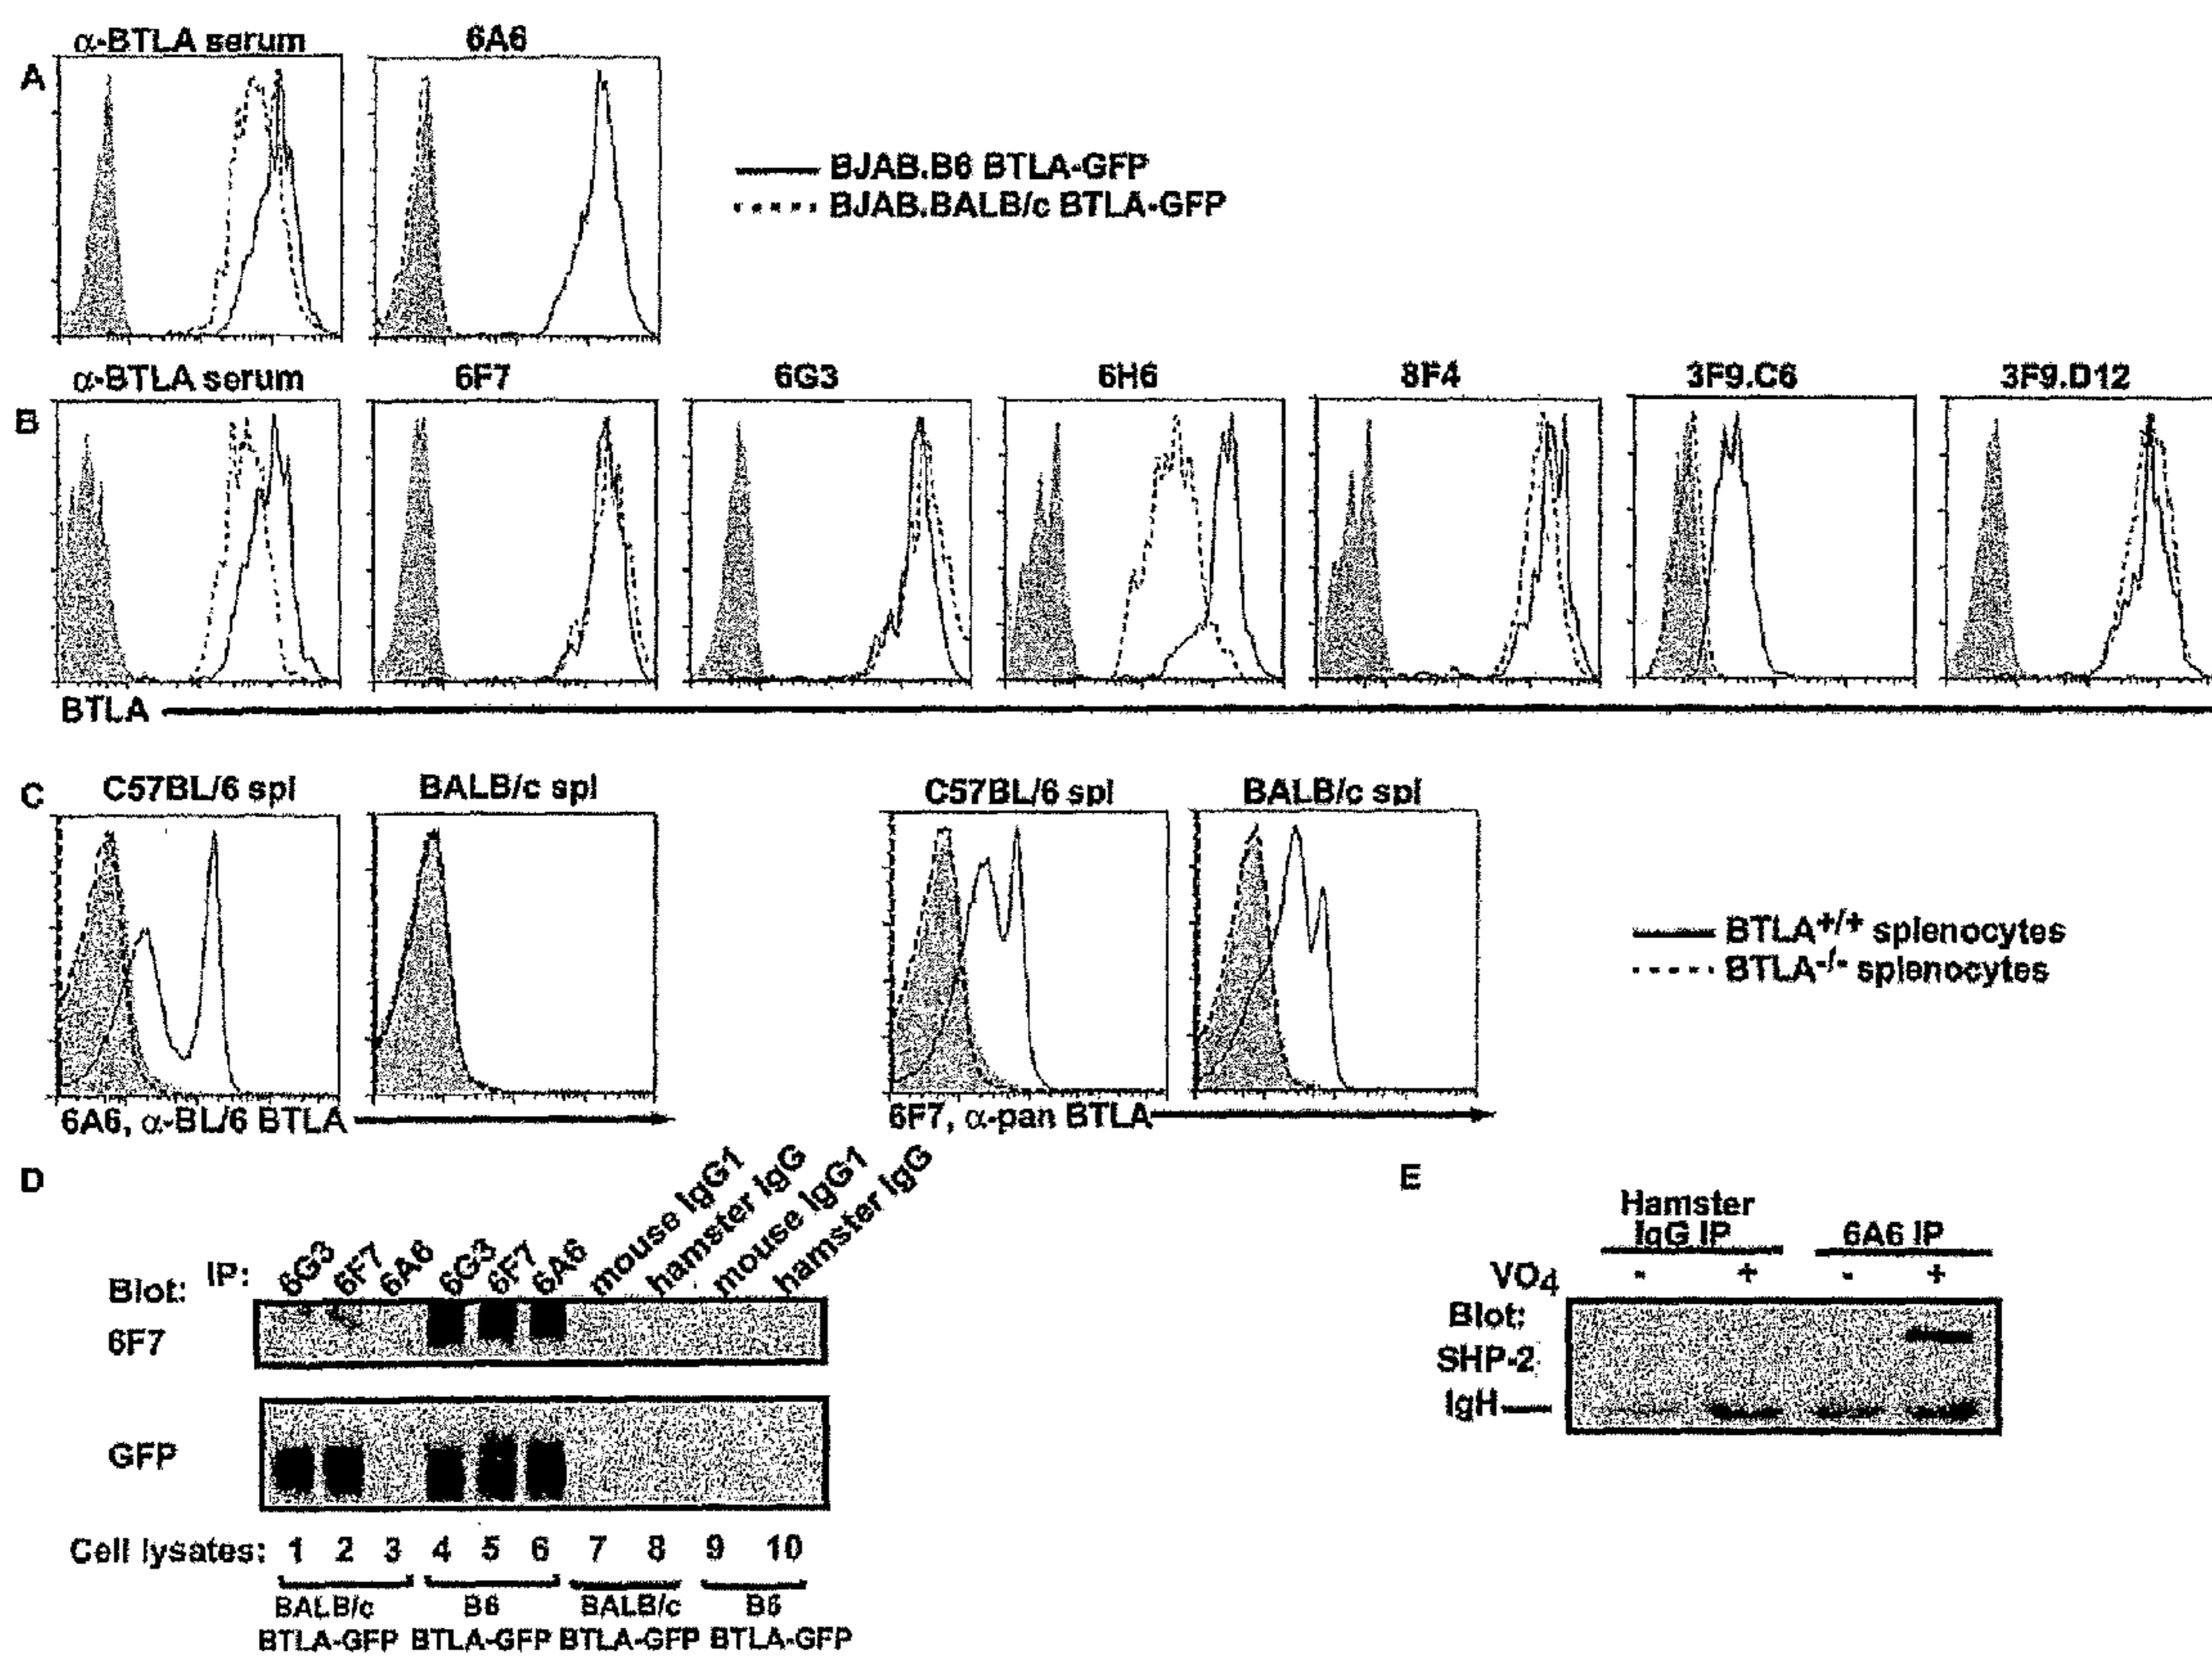 α-BTLA serum 6A6
A
BJAB.B6 BTLA-GFP
BJAB.BALB/c BTLA-GFP
α-BTLA serum 6F7 6G3 6H6 8F4 3F9.C6 3F9.D12
B
BTLA
C
C57BL/6 spl BALB/c spl C57BL/6 spl BALB/c spl
BTLA+/+ splenocytes
BTLA-/- splenocytes
6A6, α-BL/6 BTLA 6F7, α-pan BTLA
D
Blot: IP: 6G3 6F7 6A6 6G3 6F7 6A6 mouse IgG1 hamster IgG mouse IgG1 hamster IgG
6F7
GFP
Cell lysates: 1 2 3 4 5 6 7 8 9 10
BALB/c B6 BALB/c B6
BTLA-GFP BTLA-GFP BTLA-GFP BTLA-GFP
E
Hamster
IgG IP 6A6 IP
VO4 - + - +
Blot:
SHP-2
IgH